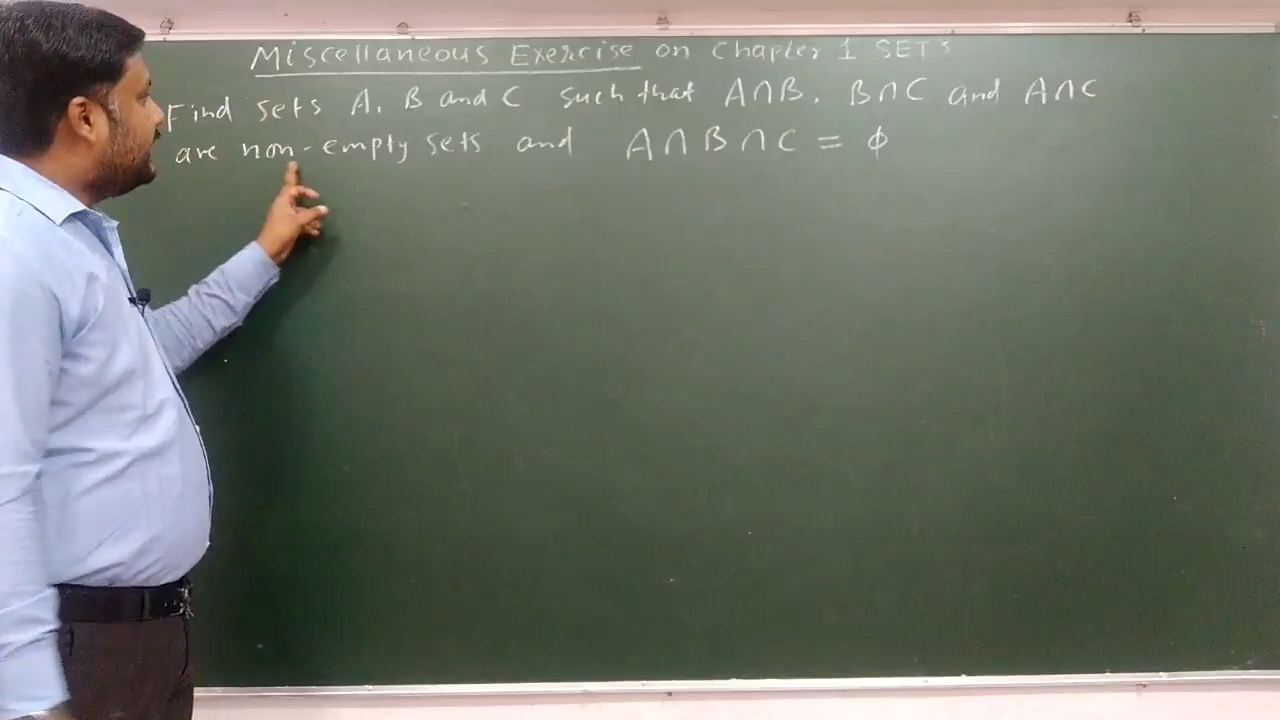 Miscellaneous Exercise on Chapter 1 SETs
Find sets A, B and C such that A∩B, B∩C and A∩C
are non-empty sets and A∩B∩C = ϕ